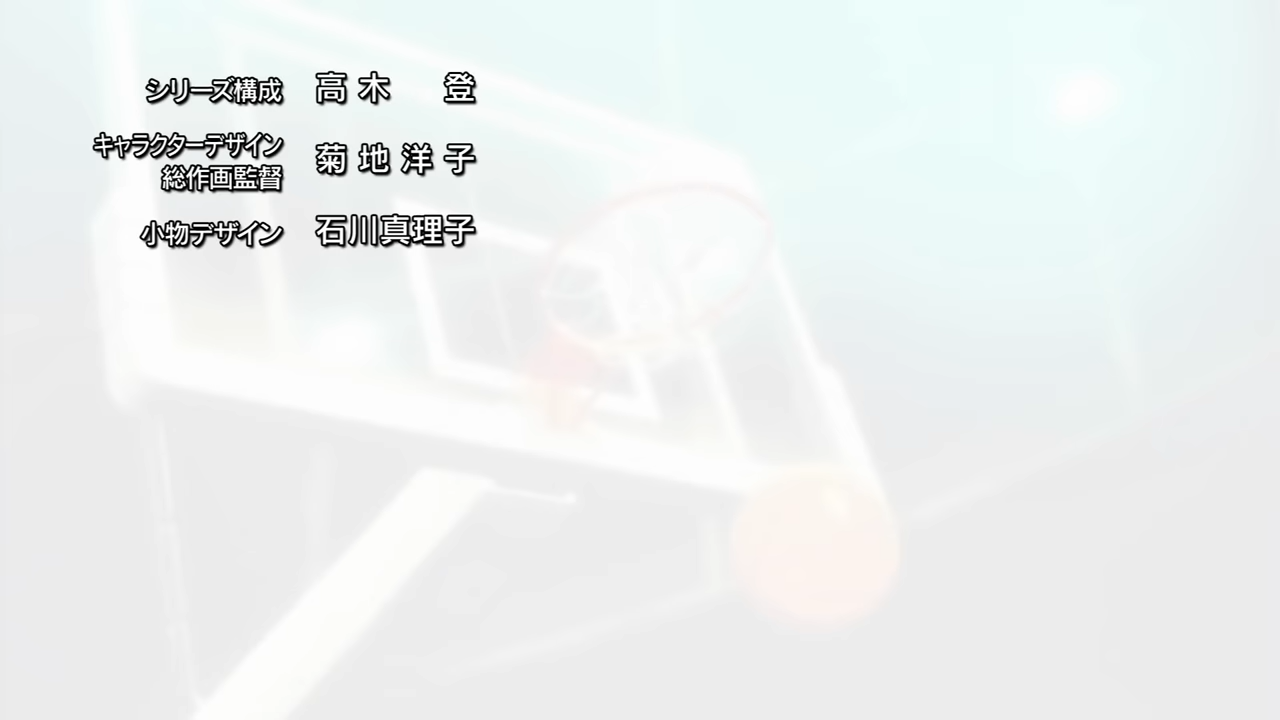 シリーズ構成 高木 登
キャラクターデザイン
総作画監督 菊地洋子
小物デザイン 石川真理子